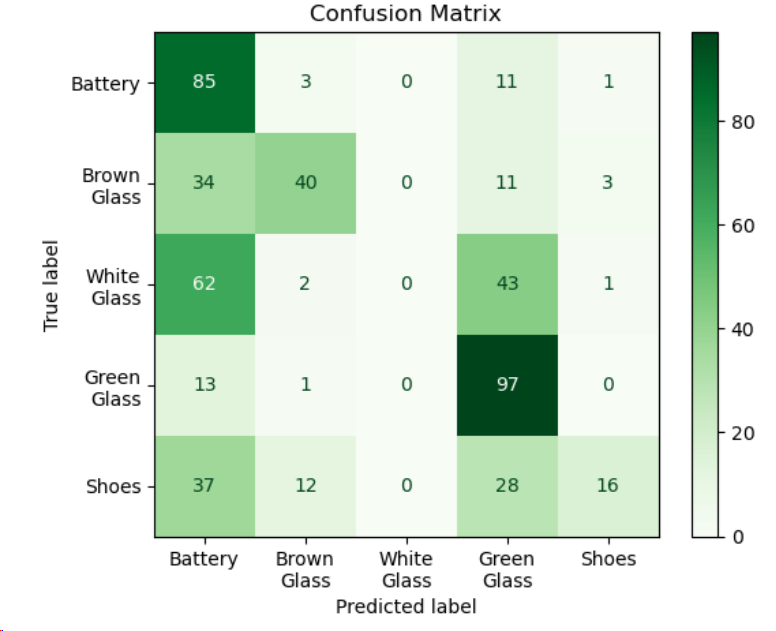 Confusion Matrix
Battery
85 3 0 11 1
80
Brown
Glass
34 40 0 11 3
60
True label
White
Glass
62 2 0 43 1
40
Green
Glass
13 1 0 97 0
20
Shoes
37 12 0 28 16
0
Battery Brown White Green Shoes
Glass Glass Glass
Predicted label